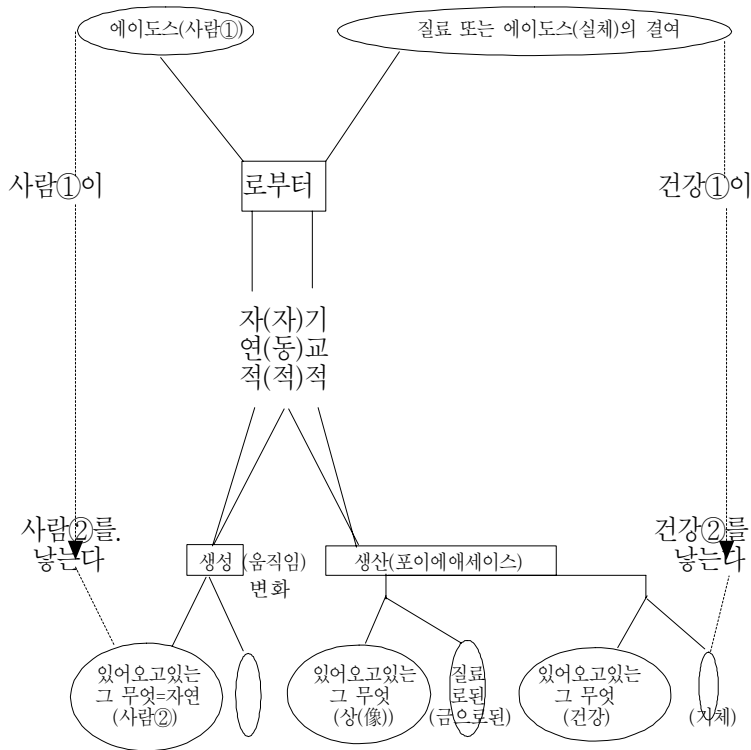 에이도스(사람①)
질료 또는 에이도스(실체)의 결여
사람①이
로부터
건강①이
자(자)기
연(동)교
적(적)적
사람②를.
낳는다
생성 (움직임)
변화
생산(포이에애세이스)
건강②를
낳는다
있어오고있는
그 무엇=자연
(사람②)
있어오고있는
그 무엇
(상(像))
질료
로된
(금으로된)
있어오고있는
그 무엇
(건강)